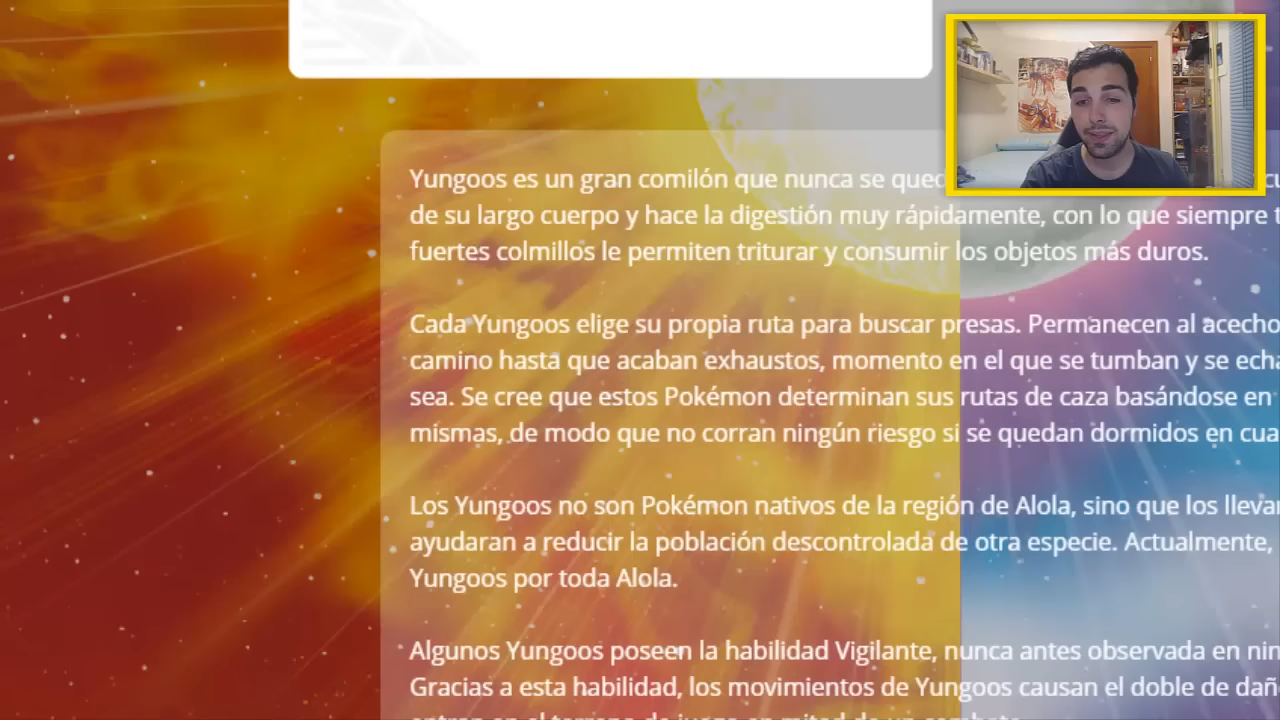 Yungoos es un gran comilón que nunca se
de su largo cuerpo y hace la digestión muy rápidamente, con lo que siempre
fuertes colmillos le permiten triturar y consumir los objetos más duros.
Cada Yungoos elige su propia ruta para buscar presas. Permanecen al acecho
camino hasta que acaban exhaustos, momento en el que se tumban y se
sea. Se cree que estos Pokémon determinan sus rutas de caza basándose en
mismas, de modo que no corran ningún riesgo si se quedan dormidos en
Los Yungoos no son Pokémon nativos de la región de Alola, sino que los
ayudaran a reducir la población descontrolada de otra especie. Actualmente,
Yungoos por toda Alola.
Algunos Yungoos poseen la habilidad Vigilante, nunca antes observada en
Gracias a esta habilidad, los movimientos de Yungoos causan el doble de